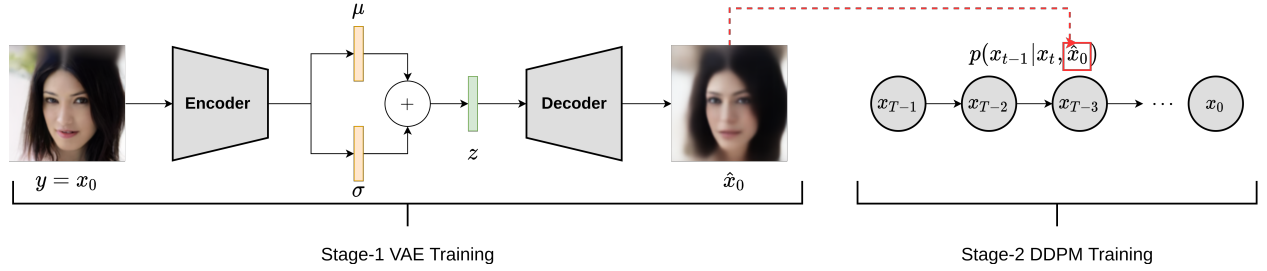 μ
p(x_{t-1}|x_t, x̂_0)
Encoder
+
Decoder
x_{T-1}
x_{T-2}
x_{T-3}
...
x_0
z
y = x_0
σ
x̂_0
Stage-1 VAE Training
Stage-2 DDPM Training